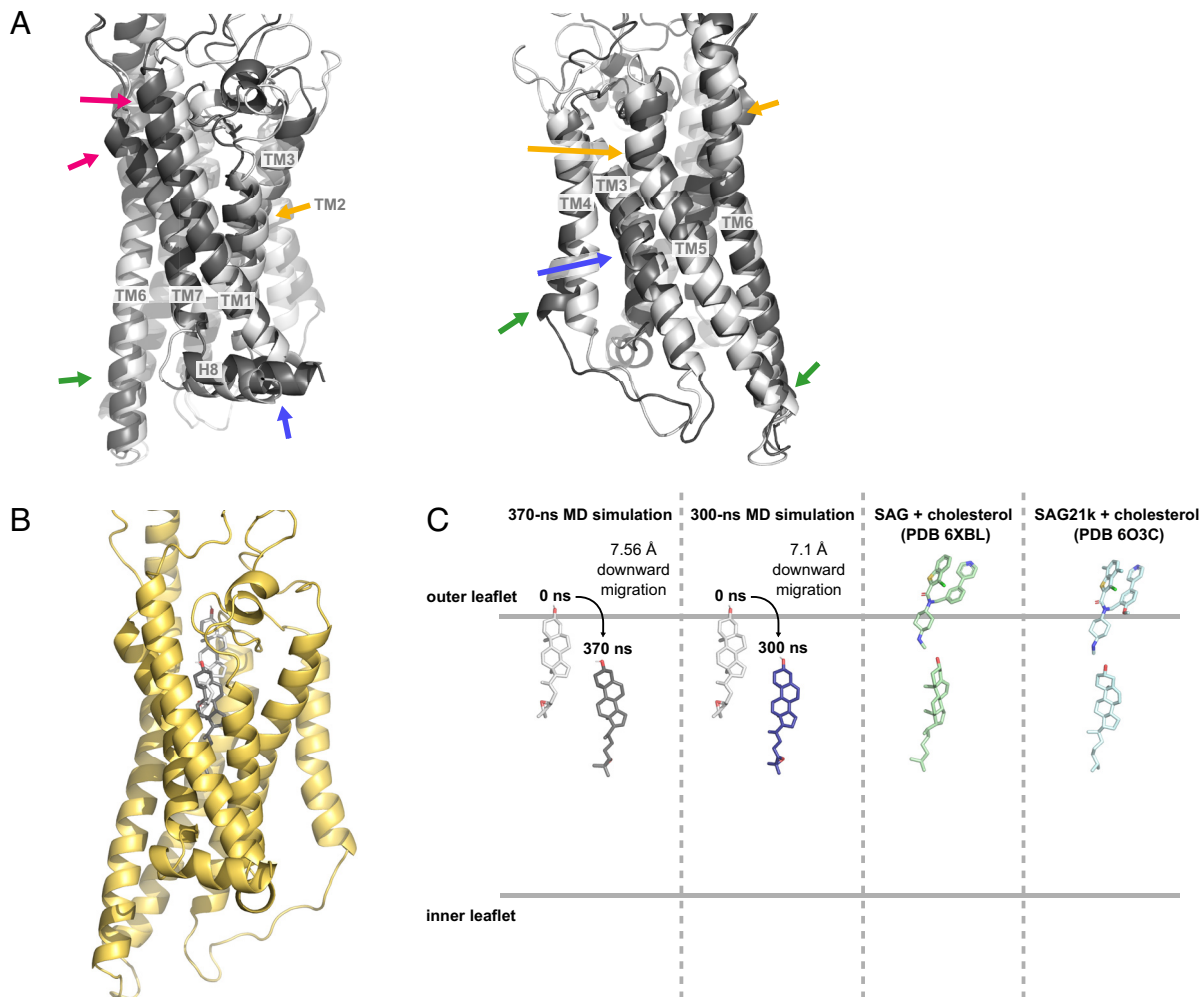 A
TM3
TM2
TM6
TM7
TM1
H8
TM3
TM4
TM6
TM5
B
C
370-ns MD simulation
7.56 Å
downward
migration
0 ns
370 ns
300-ns MD simulation
7.1 Å
downward
migration
0 ns
300 ns
SAG + cholesterol
(PDB 6XBL)
SAG21k + cholesterol
(PDB 6O3C)
outer leaflet
inner leaflet